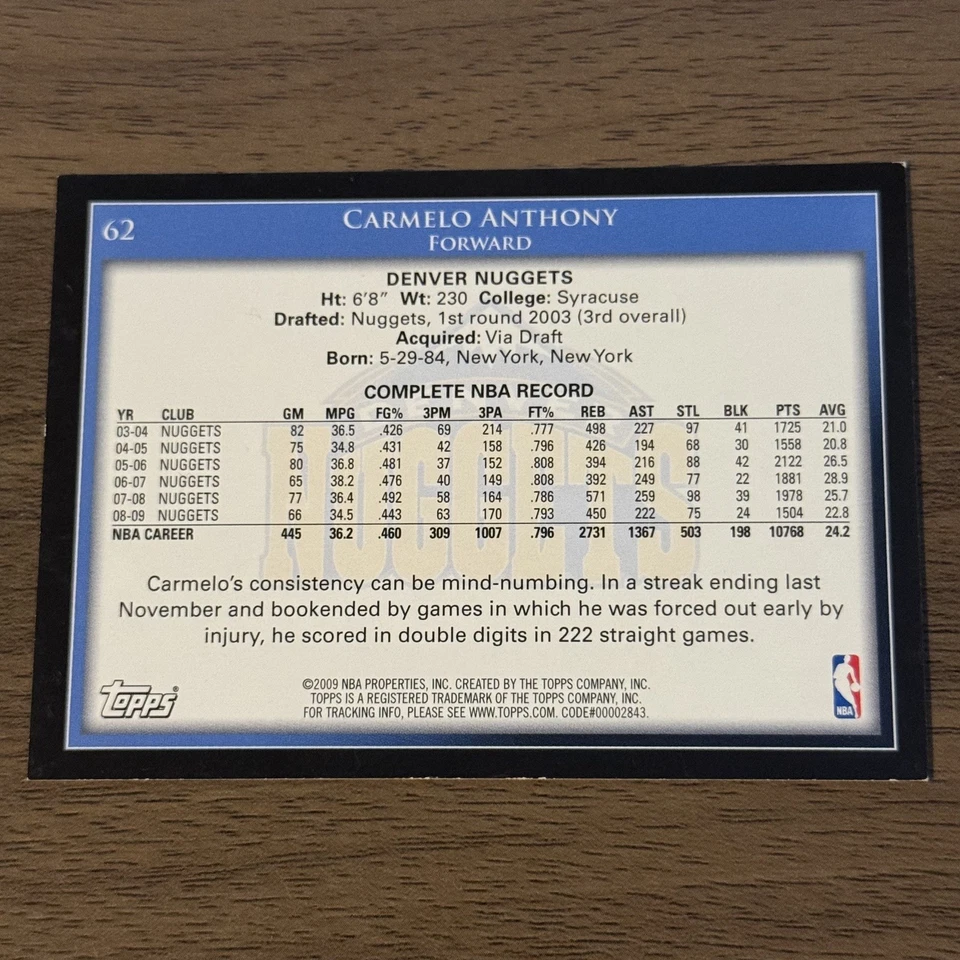 62
CARMELO ANTHONY
FORWARD
DENVER NUGGETS
Ht: 6'8" Wt: 230 College: Syracuse
Drafted: Nuggets, 1st round 2003 (3rd overall)
Acquired: Via Draft
Born: 5-29-84, New York, New York
COMPLETE NBA RECORD
YR CLUB GM MPG FG% 3PM 3PA FT% REB AST STL BLK PTS AVG
03-04 NUGGETS 82 36.5 .426 69 214 .777 498 227 97 41 1725 21.0
04-05 NUGGETS 75 34.8 .431 42 158 .796 426 194 68 30 1558 20.8
05-06 NUGGETS 80 36.8 .481 37 152 .808 394 216 88 42 2122 26.5
06-07 NUGGETS 65 38.2 .476 40 149 .808 392 249 77 22 1881 28.9
07-08 NUGGETS 77 36.4 .492 58 164 .786 571 259 98 39 1978 25.7
08-09 NUGGETS 66 34.5 .443 63 170 .793 450 222 75 24 1504 22.8
NBA CAREER 445 36.2 .460 309 1007 .796 2731 1367 503 198 10768 24.2
NUGGETS
Carmelo's consistency can be mind-numbing. In a streak ending last
November and bookended by games in which he was forced out early by
injury, he scored in double digits in 222 straight games.
Topps®
©2009 NBA PROPERTIES, INC. CREATED BY THE TOPPS COMPANY, INC.
TOPPS IS A REGISTERED TRADEMARK OF THE TOPPS COMPANY, INC.
FOR TRACKING INFO, PLEASE SEE WWW.TOPPS.COM. CODE#00002843.
NBA